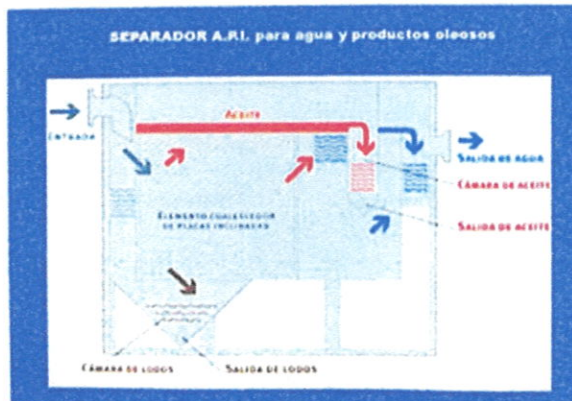 SEPARADOR A.P.I. para agua y productos oleosos
ACEITE
ENTRADA
SALIDA DE AGUA
CÁMARA DE ACEITE
ELEMENTO COALESCEDOR
DE PLACAS INCLINADAS
SALIDA DE ACEITE
CÁMARA DE LODOS
SALIDA DE LODOS